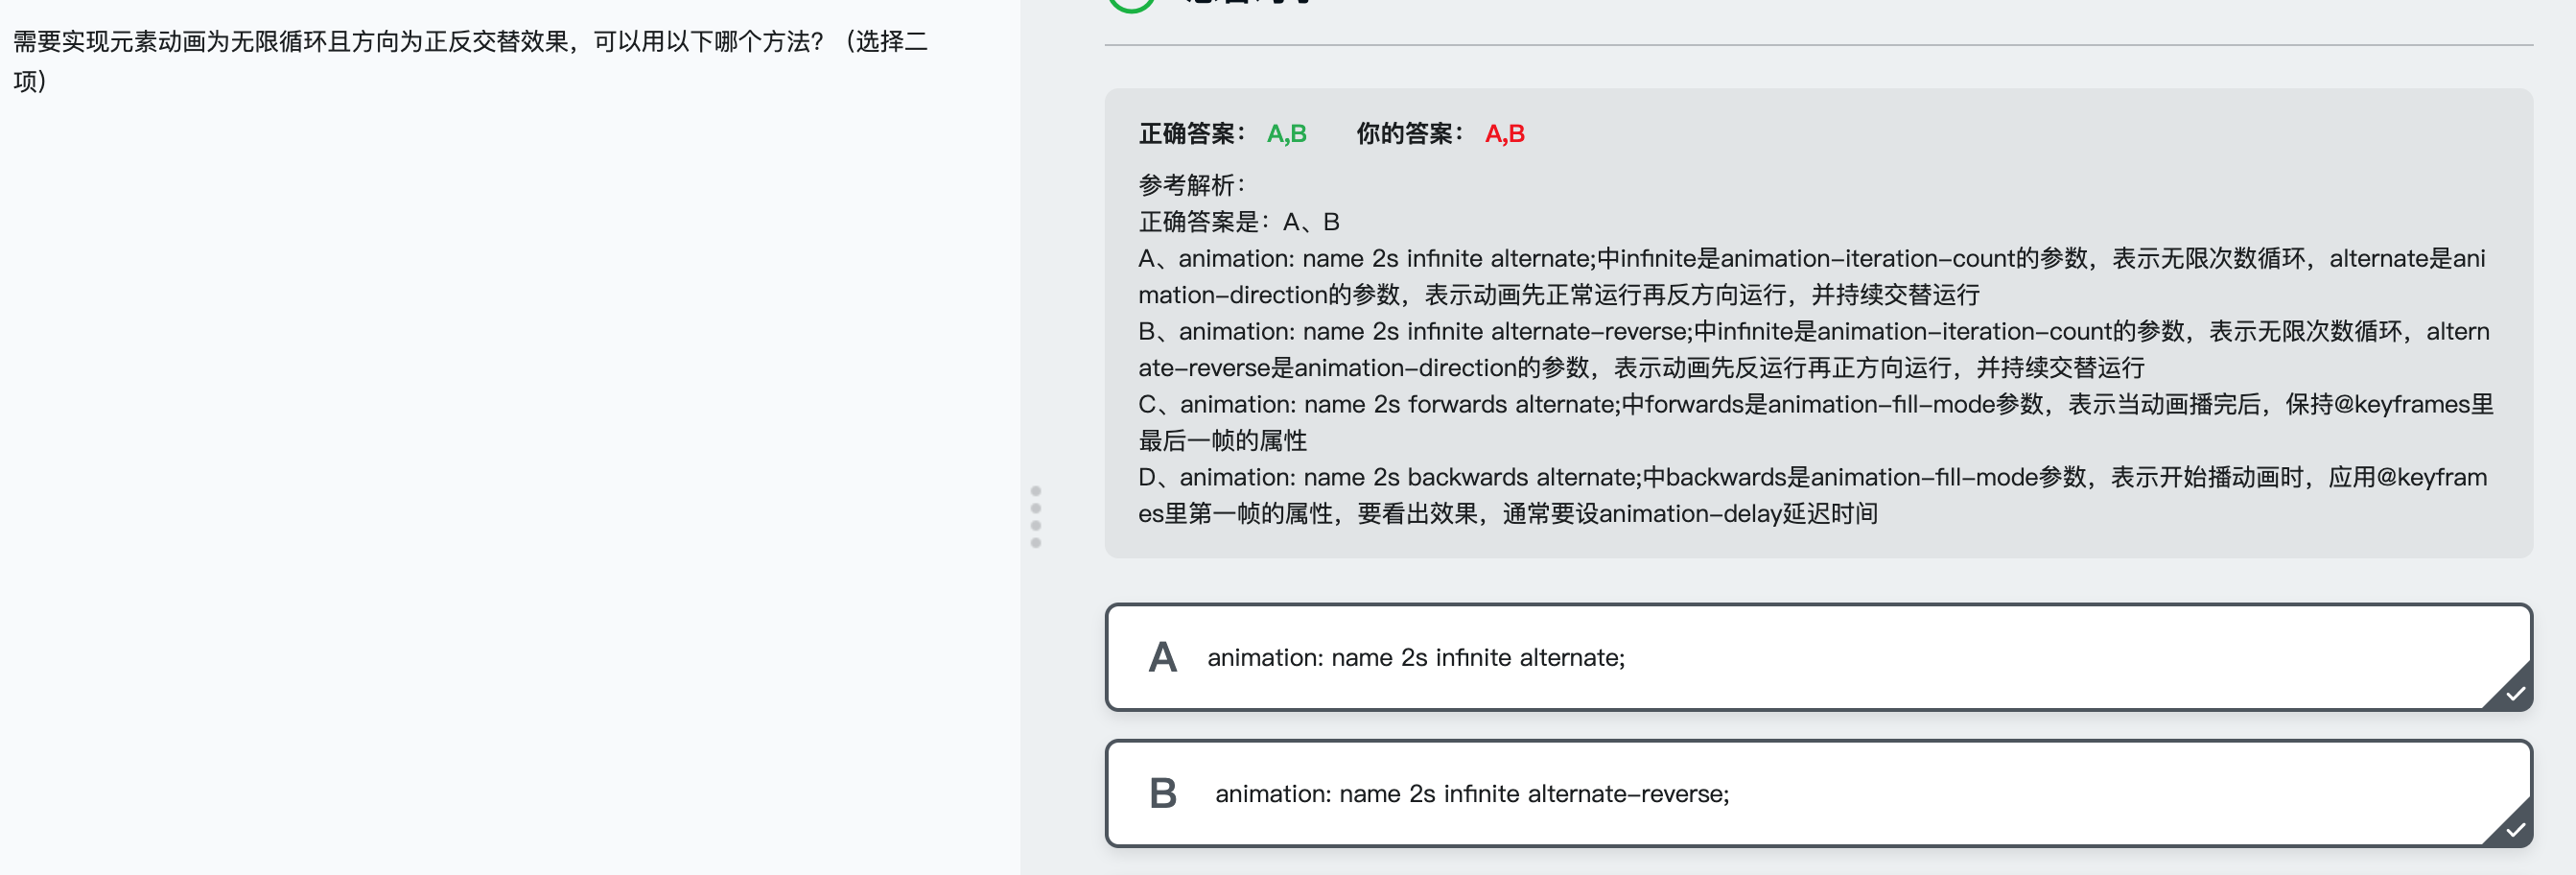 需要实现元素动画为无限循环且方向为正反交替效果，可以用以下哪个方法？（选择二
项）
正确答案： A,B 你的答案： A,B
参考解析：
正确答案是：A、B
A、animation: name 2s infinite alternate;中infinite是animation-iteration-count的参数，表示无限次数循环，alternate是ani
mation-direction的参数，表示动画先正常运行再反方向运行，并持续交替运行
B、animation: name 2s infinite alternate-reverse;中infinite是animation-iteration-count的参数，表示无限次数循环，altern
ate-reverse是animation-direction的参数，表示动画先反运行再正方向运行，并持续交替运行
C、animation: name 2s forwards alternate;中forwards是animation-fill-mode参数，表示当动画播完后，保持@keyframes里
最后一帧的属性
D、animation: name 2s backwards alternate;中backwards是animation-fill-mode参数，表示开始播动画时，应用@keyfram
es里第一帧的属性，要看出效果，通常要设animation-delay延迟时间
A animation: name 2s infinite alternate;
B animation: name 2s infinite alternate-reverse;